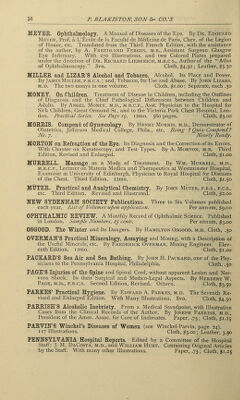 16 P. BLAKISTON, SON & CO.'S
MEYER. Ophthalmology. A Manual of Diseases of the Eye. By Dr. Edouard
Meyer, Prof. à L'École de la Faculté de Médecine de Paris, Chev. of the Legion
of Honor, etc. Translated from the Third French Edition, with the assistance
of the author, by A. Freedland Fergus, M.B., Assistant Surgeon Glasgow
Eye Infirmary. With 270 Illustrations, and two Colored Plates prepared
under the direction of Dr. Richard Liebreich, M.R.C.S., Author of the "Atlas
of Ophthalmoscopy." 8vo. Cloth, $4.50; Leather, $5.50
MILLER and LIZAR'S Alcohol and Tobacco. Alcohol. Its Place and Power.
By James Miller, F.R.C.S.; and, Tobacco, Its Use and Abuse. By John Lizars,
M.D. The two essays in one volume. Cloth, $1.00; Separate, each .50
MONEY. On Children. Treatment of Disease in Children, including the Outlines
of Diagnosis and the Chief Pathological Differences between Children and
Adults. By Angel Money, M.D., M.R.C.P., Asst. Physician to the Hospital for
Sick Children, Great Ormond St., and to the Victoria Park Chest Hospital, London.
Practical Series. See Page 19. 12mo. 560 pages. Cloth, $3.00
MORRIS. Compend of Gynæcology. By Henry Morris, M.D., Demonstrator of
Obstetrics, Jefferson Medical College, Phila., etc. Being ? Quiz-Compend?
No. 7. Nearly Ready.
MORTON on Refraction of the Eye. Its Diagnosis and the Correction of its Errors.
With Chapter on Keratoscopy, and Test Types. By A. Morton, M.B. Third
Edition, Revised and Enlarged. Cloth, $1.00
MURRELL. Massage as a Mode of Treatment. By Wm. Murrell, M.D.,
M.R.C.P., Lecturer on Materia Medica and Therapeutics at Westminster Hospital,
Examiner at University of Edinburgh, Physician to Royal Hospital for Diseases
of the Chest. Third Edition. 12mo. Cloth, $1.50
MUTER. Practical and Analytical Chemistry. By John Muter, F.R.S., F.C.S.,
etc. Third Edition. Revised and Illustrated. Cloth, $2.00
NEW SYDENHAM SOCIETY Publications. Three to Six Volumes published
each year. List of Volumes upon application. Per annum, $9.00
OPHTHALMIC REVIEW. A Monthly Record of Ophthalmic Science. Published
in London. Sample Numbers, 25 cents. Per annum, $3.00
OSGOOD. The Winter and its Dangers. By Hamilton Osgood, M.D. Cloth, .50
OVERMAN'S Practical Mineralogy, Assaying and Mining, with a Description of
the Useful Minerals, etc. By Frederick Overman, Mining Engineer. Elev-
enth Edition. 12mo. Cloth, $1.00
PACKARD'S Sea Air and Sea Bathing. By John H. Packard, one of the Phy-
sicians to the Pennsylvania Hospital, Philadelphia. Cloth, .50
PAGE'S Injuries of the Spine and Spinal Cord, without apparent Lesion and Ner-
vous Shock. In their Surgical and Medico-Legal Aspects. By Herbert W.
Page, M.D., F.R.C.S. Second Edition, Revised. Octavo. Cloth, $3.50
PARKES' Practical Hygiene. By Edward A. Parkes, M.D. The Seventh Re-
vised and Enlarged Edition. With Many Illustrations. 8vo. Cloth, $4.50
PARRISH'S Alcoholic Inebriety. From a Medical Standpoint, with Illustrative
Cases from the Clinical Records of the Author. By Joseph Parrish, M.D.,
President of the Amer. Assoc. for Cure of Inebriates. Paper, .75; Cloth, $1.25
PARVIN'S Winckel's Diseases of Women (see Winckel-Parvin, page 24).
117 Illustrations. Cloth, $3.00; Leather, 3.50
PENNSYLVANIA Hospital Reports. Edited by a Committee of the Hospital
Staff: J. M. DaCosta, M.D., and William Hunt. Containing Original Articles
by the Staff. With many other Illustrations. Paper, .75; Cloth, $1.25